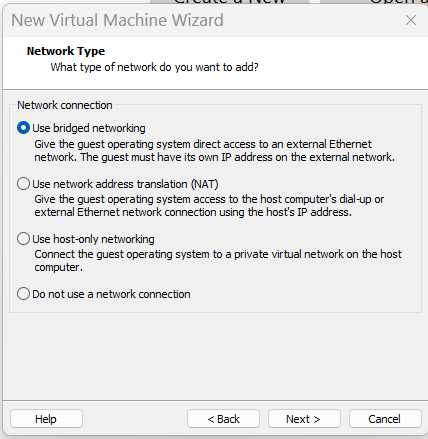 Create a New
Open a
New Virtual Machine Wizard
Network Type
What type of network do you want to add?
Network connection
Use bridged networking
Give the guest operating system direct access to an external Ethernet
network. The guest must have its own IP address on the external network.
Use network address translation (NAT)
Give the guest operating system access to the host computer's dial-up or
external Ethernet network connection using the host's IP address.
Use host-only networking
Connect the guest operating system to a private virtual network on the host
computer.
Do not use a network connection
Help
< Back
Next >
Cancel